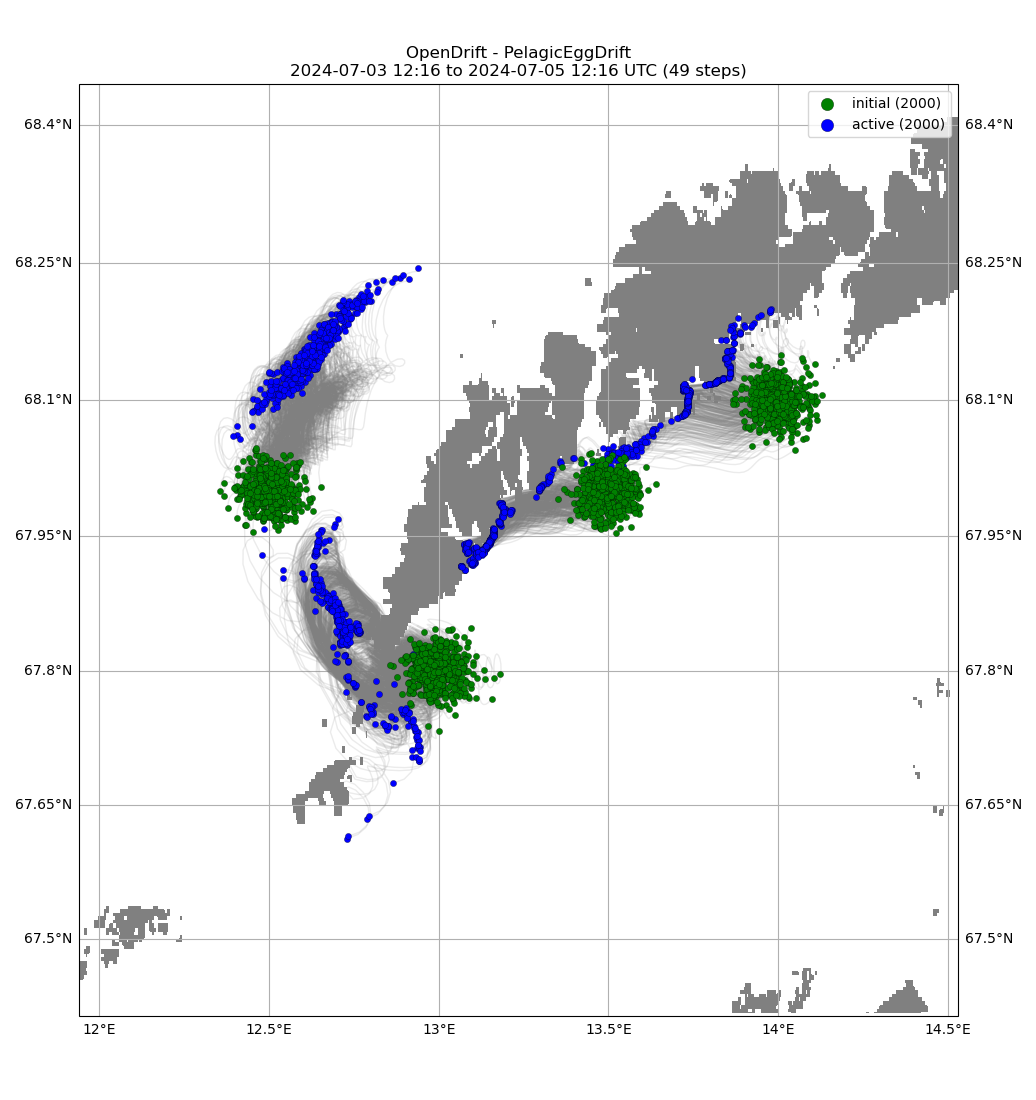 OpenDrift - PelagicEggDrift
2024-07-03 12:16 to 2024-07-05 12:16 UTC (49 steps)
initial (2000)
active (2000)
68.4°N
68.4°N
68.25°N
68.25°N
68.1°N
68.1°N
67.95°N
67.95°N
67.8°N
67.8°N
67.65°N
67.65°N
67.5°N
67.5°N
12°E
12.5°E
13°E
13.5°E
14°E
14.5°E